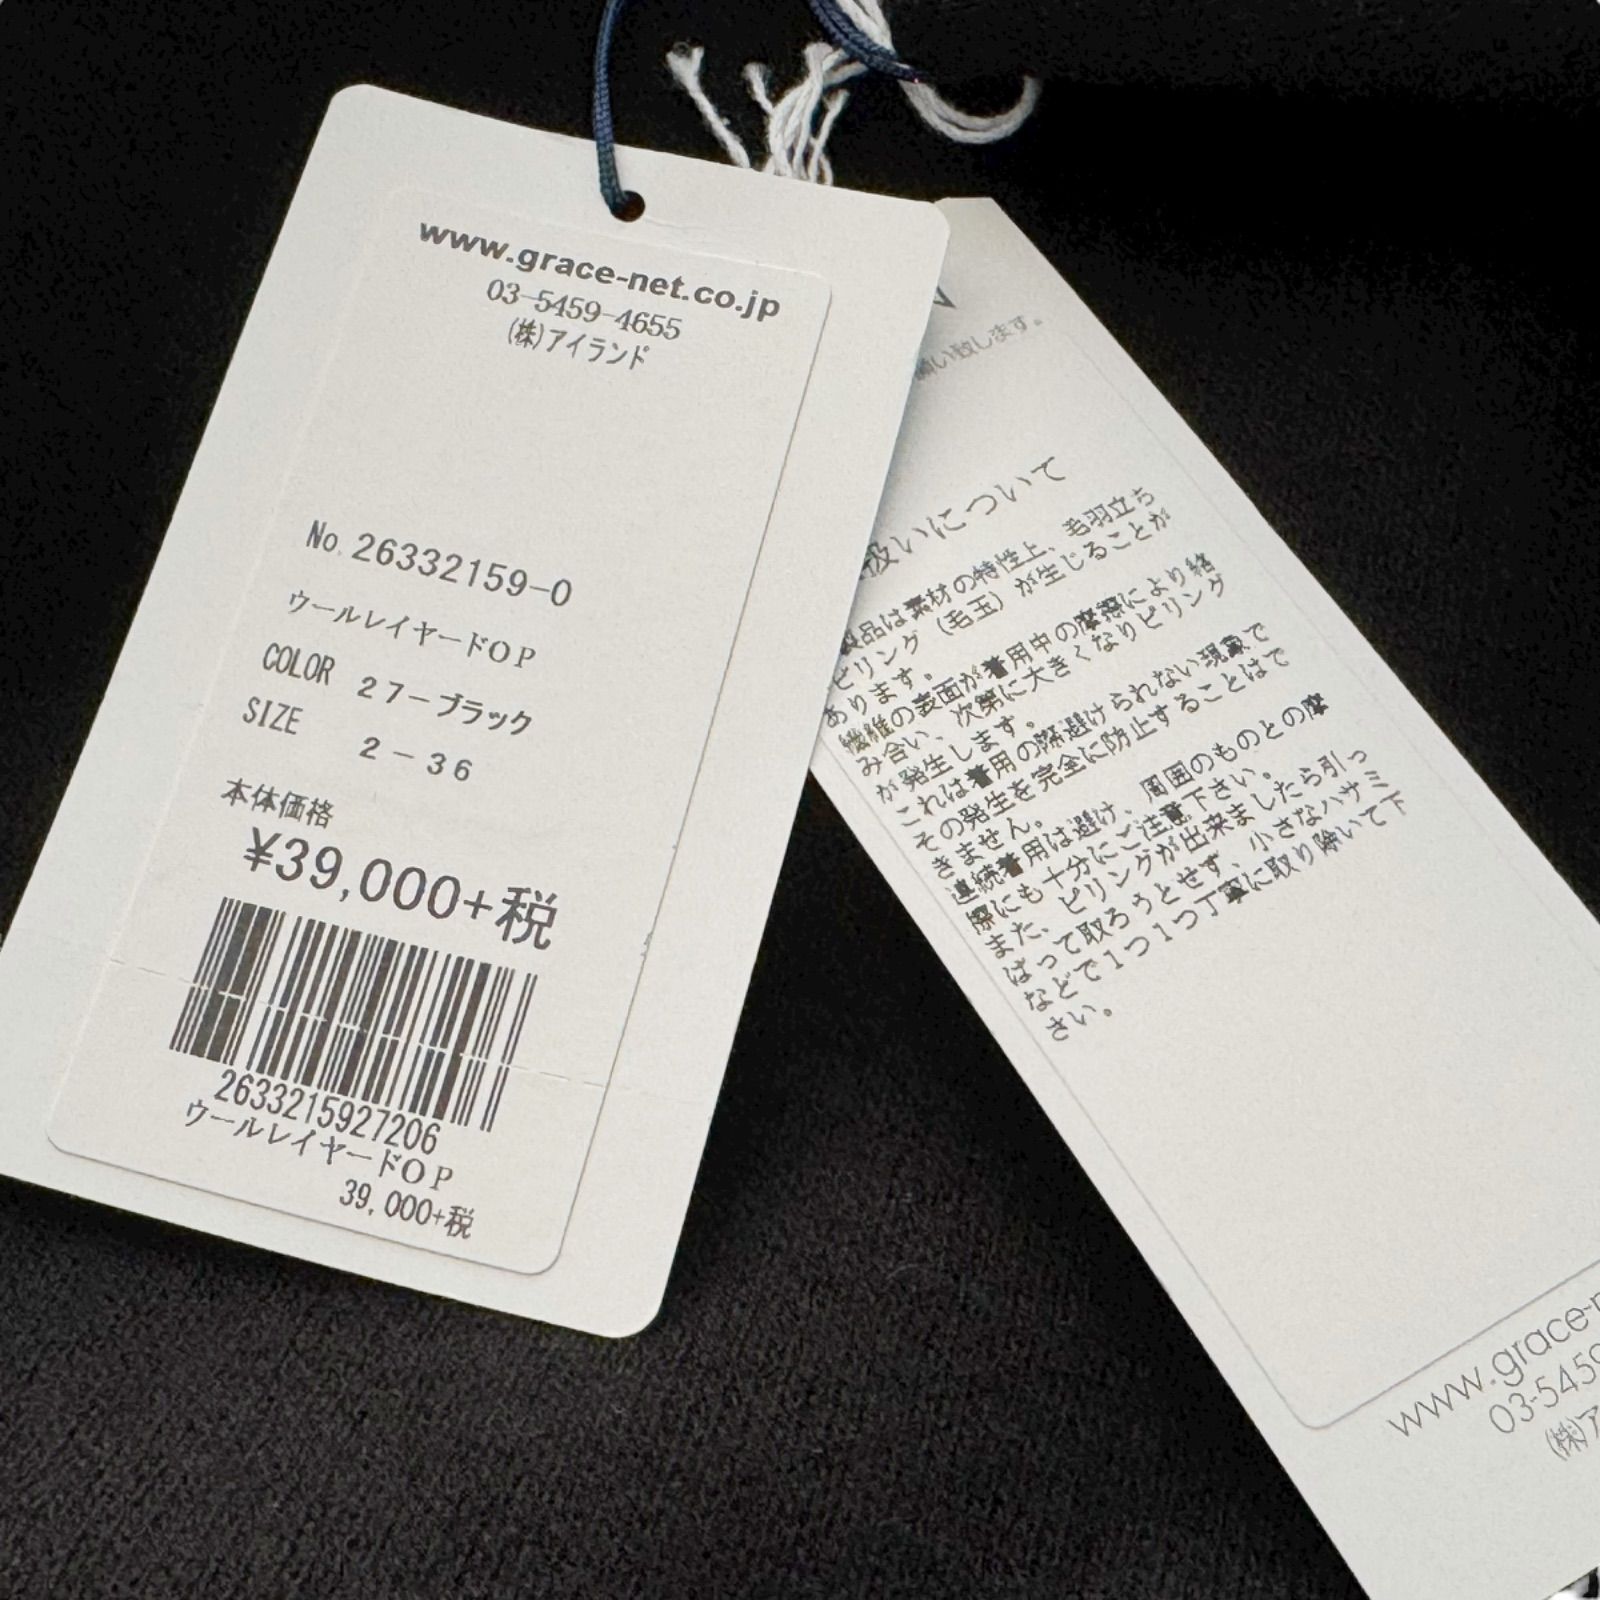 www.grace-net.co.jp
03-5459-4655
(株)アイランド
No. 26332159-0
ウールレイヤードOP
COLOR 27-ブラック
SIZE 2-36
本体価格
¥39,000+税
2633215927206
ウールレイヤードOP
39,000+税
願い致します。
扱いについて
製品は素材の特性上、毛羽立ち
ピリング(毛玉)が生じることが
あります。
繊維の表面が着用中の摩擦により絡
み合い、次第に大きくなりピリング
が発生します。
これは着用の際避けられない現象で
その発生を完全に防止することはで
きません。
連続着用は避け、周囲のものとの摩
擦にも十分にご注意下さい。
また、ピリングが出来ましたら引っ
ぱって取ろうとせず、小さなハサミ
などで1つ1つ丁寧に取り除いて下
さい。
www.grace-
03-545
(株)ア